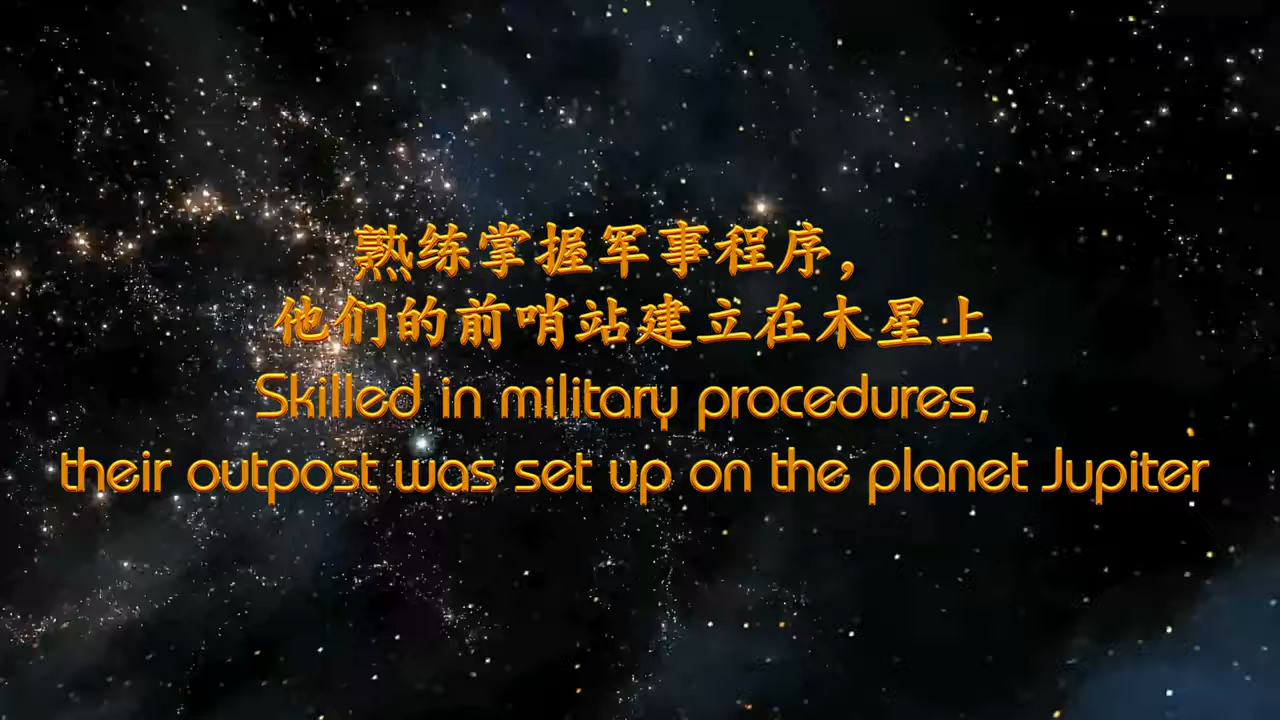 熟练掌握军事程序，
他们的前哨站建立在木星上
Skilled in military procedures,
their outpost was set up on the planet Jupiter